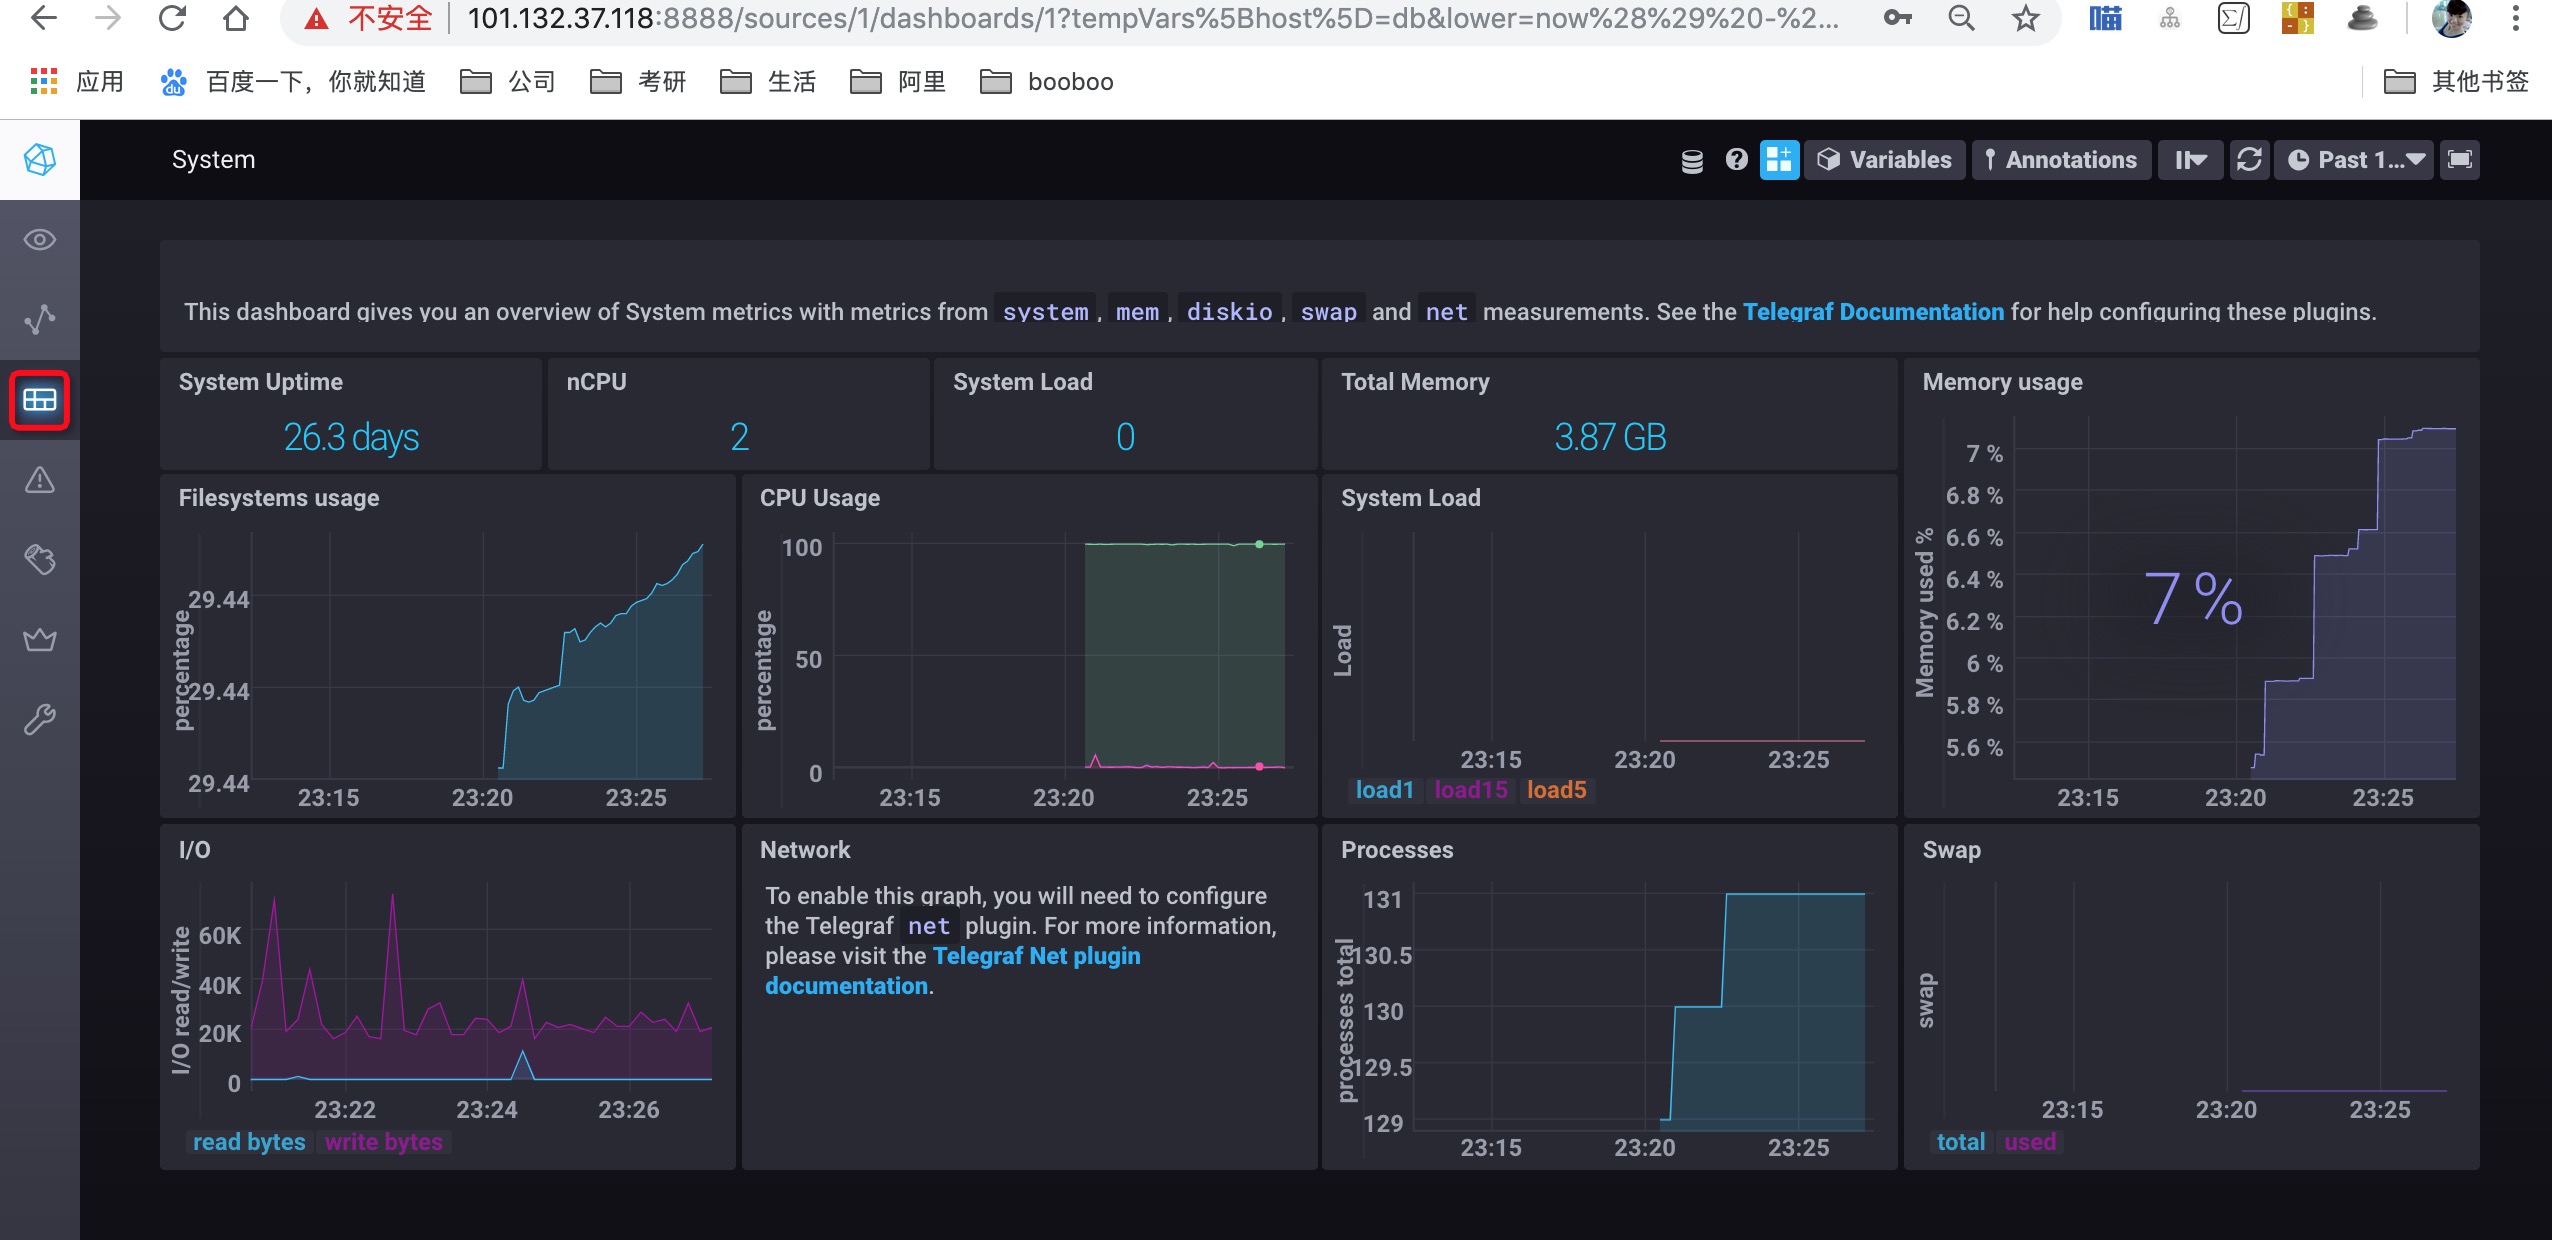 不安全 101.132.37.118:8888/sources/1/dashboards/1?tempVars%5Bhost%5D=db&lower=now%28%29%20-%2...
应用 百度一下，你就知道 公司 考研 生活 阿里 booboo 其他书签
System Variables Annotations Past 1...
This dashboard gives you an overview of System metrics with metrics from system, mem, diskio, swap and net measurements. See the Telegraf Documentation for help configuring these plugins.
System Uptime
26.3 days
nCPU
2
System Load
0
Total Memory
3.87 GB
Memory usage
Memory used %
7 %
6.8 %
6.6 %
6.4 %
6.2 %
6 %
5.8 %
5.6 %
7 %
23:15 23:20 23:25
Filesystems usage
percentage
29.44
29.44
29.44
23:15 23:20 23:25
CPU Usage
percentage
100
50
0
23:15 23:20 23:25
System Load
Load
23:15 23:20 23:25
load1 load15 load5
I/O
I/O read/write
60K
40K
20K
0
23:22 23:24 23:26
read bytes write bytes
Network
To enable this graph, you will need to configure
the Telegraf net plugin. For more information,
please visit the Telegraf Net plugin
documentation.
Processes
processes total
131
130.5
130
129.5
129
23:15 23:20 23:25
Swap
swap
23:15 23:20 23:25
total used